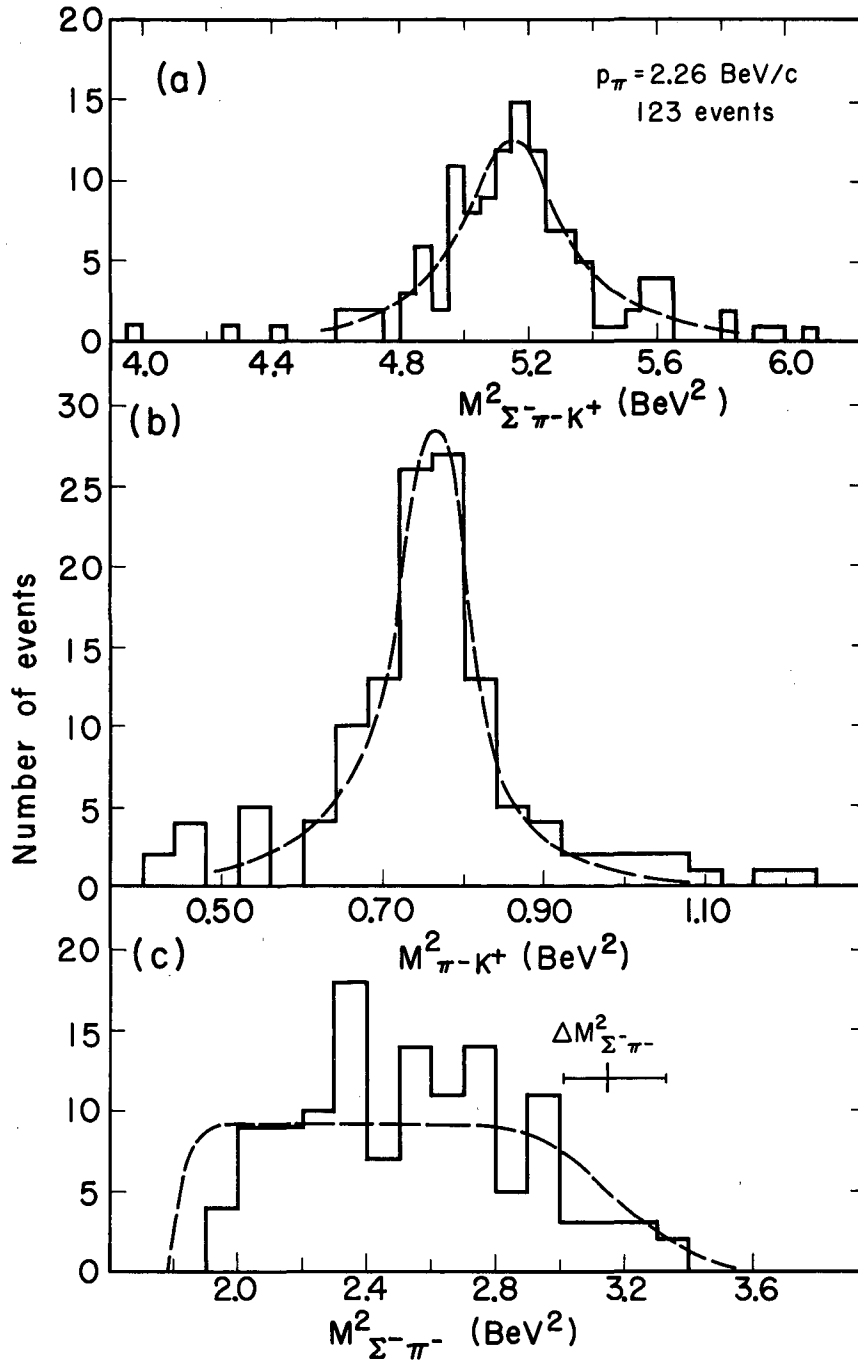 20
15
10
5
0
(a)
pπ = 2.26 BeV/c
123 events
4.0 4.4 4.8 5.2 5.6 6.0
M²Σ⁻π⁻K⁺ (BeV²)
30
25
20
15
10
5
0
(b)
Number of events
0.50 0.70 0.90 1.10
M²π⁻K⁺ (BeV²)
20
15
10
5
0
(c)
ΔM²Σ⁻π⁻
2.0 2.4 2.8 3.2 3.6
M²Σ⁻π⁻ (BeV²)